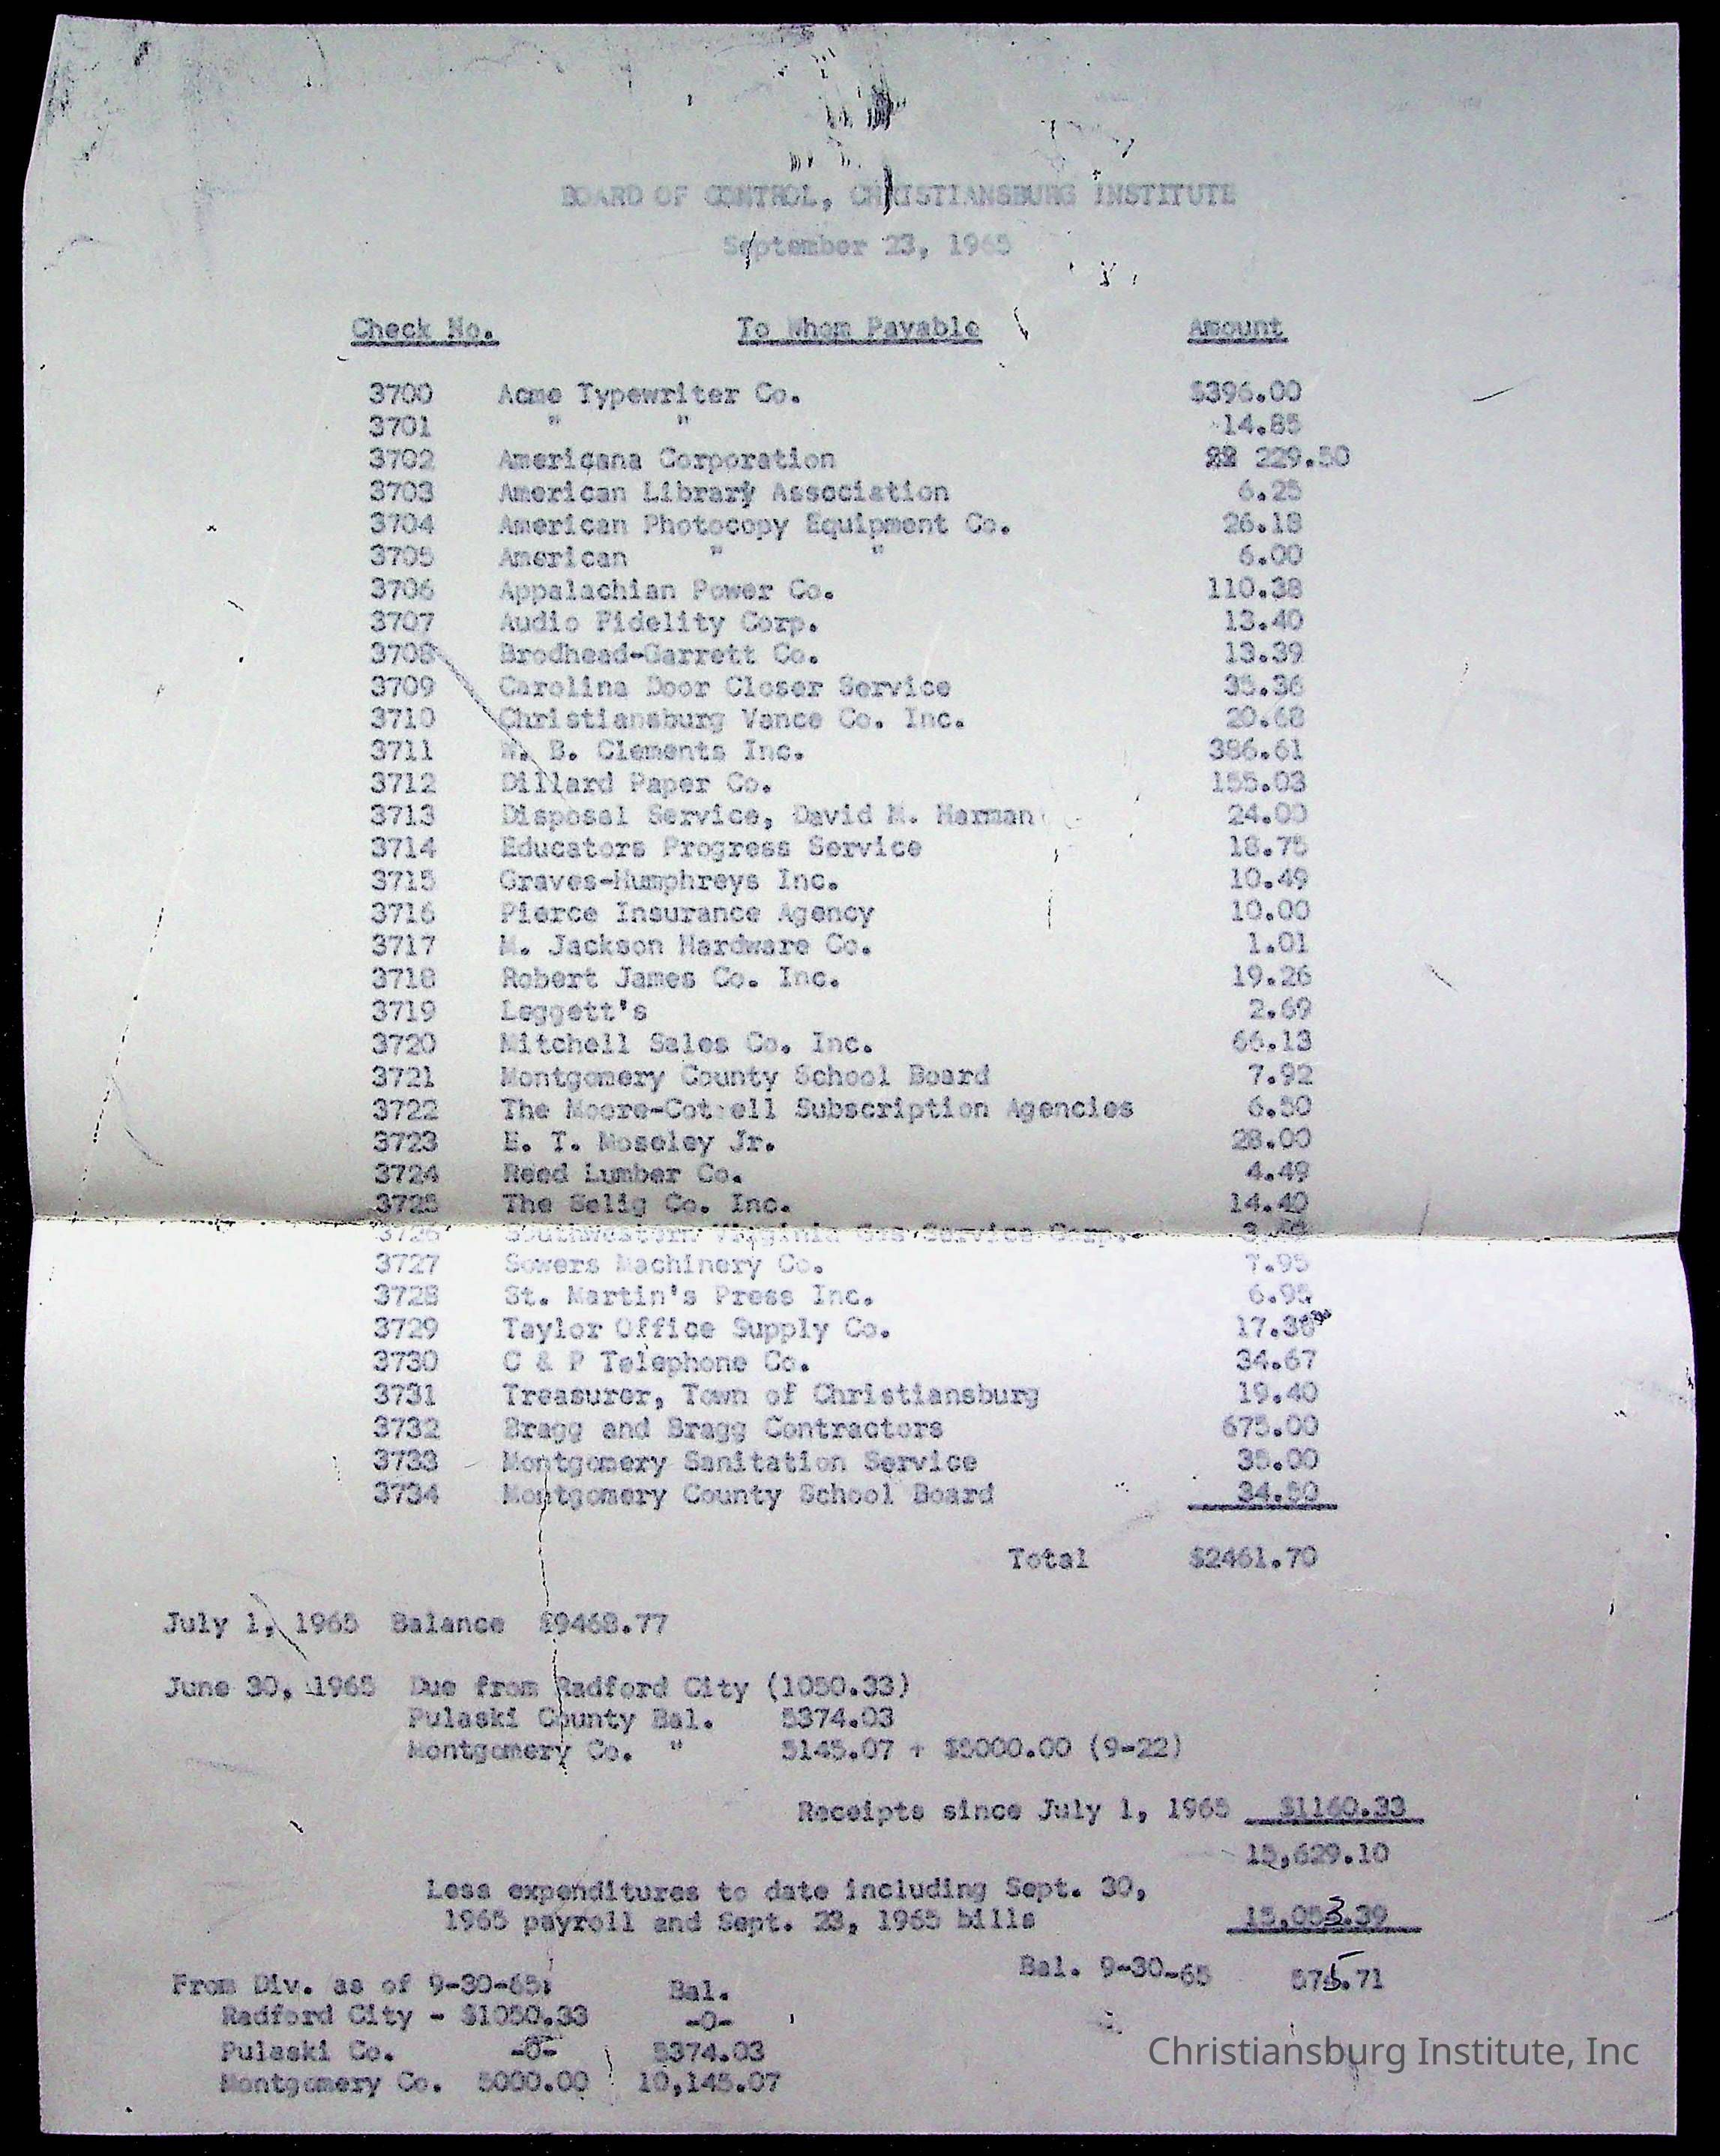 BOARD OF CONTROL, CHRISTIANSBURG INSTITUTE
September 23, 1965
Check No. To Whom Payable Amount
3700 Acme Typewriter Co. $396.00
3701 " " 14.85
3702 Americana Corporation 229.50
3703 American Library Association 6.25
3704 American Photocopy Equipment Co. 26.18
3705 American " " 6.00
3706 Appalachian Power Co. 110.38
3707 Audio Fidelity Corp. 13.40
3708 Brodhead-Garrett Co. 13.39
3709 Carolina Door Closer Service 35.36
3710 Christiansburg Vance Co. Inc. 20.68
3711 W. B. Clements Inc. 386.61
3712 Dillard Paper Co. 155.03
3713 Disposal Service, David M. Harman 24.00
3714 Educators Progress Service 18.75
3715 Graves-Humphreys Inc. 10.49
3716 Pierce Insurance Agency 10.00
3717 M. Jackson Hardware Co. 1.01
3718 Robert James Co. Inc. 19.26
3719 Leggett's 2.69
3720 Mitchell Sales Co. Inc. 66.13
3721 Montgomery County School Board 7.92
3722 The Moore-Cottrell Subscription Agencies 6.50
3723 E. T. Moseley Jr. 28.00
3724 Reed Lumber Co. 4.49
3725 The Selig Co. Inc. 14.40
3726 Southwestern Virginia Gas Service Corp.
3727 Sowers Machinery Co. 7.95
3728 St. Martin's Press Inc. 6.95
3729 Taylor Office Supply Co. 17.36
3730 C & P Telephone Co. 34.67
3731 Treasurer, Town of Christiansburg 19.40
3732 Bragg and Bragg Contractors 675.00
3733 Montgomery Sanitation Service 35.00
3734 Montgomery County School Board 34.50
Total $2461.70
July 1, 1965 Balance $9468.77
June 30, 1965 Due from Radford City (1050.33)
Pulaski County Bal. 5374.03
Montgomery Co. " 5145.07 + $5000.00 (9-22)
Receipts since July 1, 1965 $1160.33
15,629.10
Less expenditures to date including Sept. 30,
1965 payroll and Sept. 23, 1965 bills 15,053.39
Bal. 9-30-65 575.71
From Div. as of 9-30-65: Bal.
Radford City - $1050.33 -0-
Pulaski Co. -0- 5374.03
Montgomery Co. 5000.00 10,145.07
Christiansburg Institute, Inc